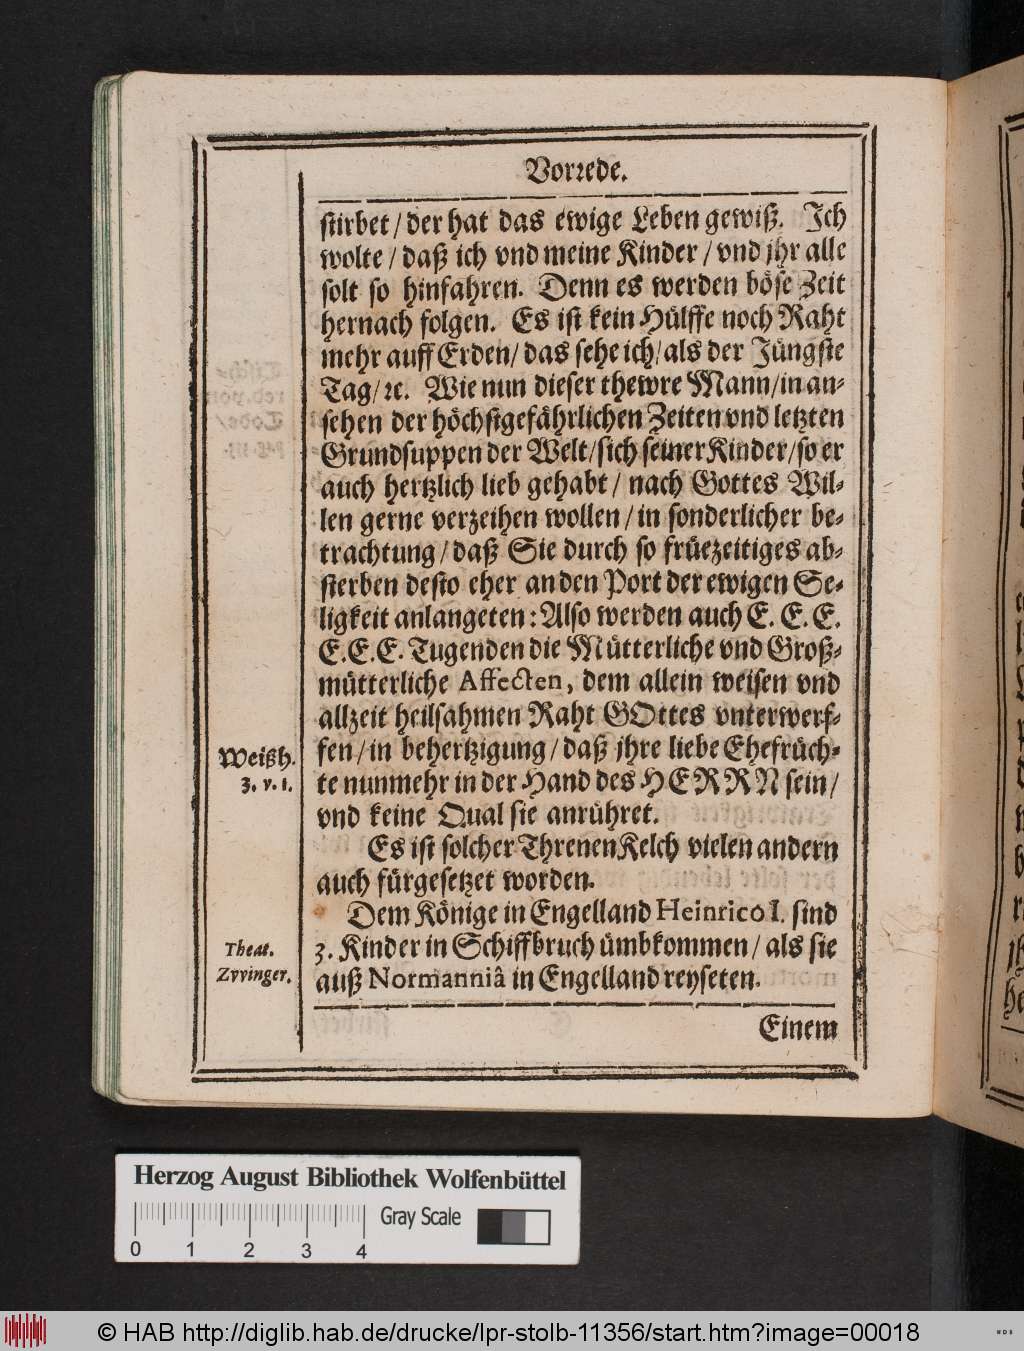 Vorrede.
stirbet / der hat das ewige Leben gewiß. Ich
wolte / daß ich vnd meine Kinder / vnd jhr alle
solt so hinfahren. Denn es werden böse Zeit
hernach folgen. Es ist kein Hülffe noch Raht
mehr auff Erden / das sehe ich / als der Jüngste
Tag / ꝛc. Wie nun dieser thewre Mann / in an-
sehen der höchstgefährlichen Zeiten vnd letzten
Grundsuppen der Welt / sich seiner Kinder / so er
auch hertzlich lieb gehabt / nach Gottes Wil-
len gerne verzeihen wollen / in sonderlicher be-
trachtung / daß Sie durch so früezeitiges ab-
sterben desto eher an den Port der ewigen Se-
ligkeit anlangeten: Also werden auch E. E. E.
E. E. E. Tugenden die Mütterliche vnd Groß-
mütterliche Affecten, dem allein weisen vnd
allzeit heilsahmen Raht GOttes vnterwerf-
fen / in behertzigung / daß jhre liebe Ehefrüch-
te nunmehr in der Hand des HERRN sein /
vnd keine Qual sie anrühret.
Weißh.
3. v. 1.
Es ist solcher ThrenenKelch vielen andern
auch fürgesetzet worden.
Dem Könige in Engelland Heinrico I. sind
3. Kinder in Schiffbruch ümbkommen / als sie
auß Normanniâ in Engelland reyseten.
Theat.
Zvvinger.
Einem
Herzog August Bibliothek Wolfenbüttel
Gray Scale
0 1 2 3 4
© HAB http://diglib.hab.de/drucke/lpr-stolb-11356/start.htm?image=00018